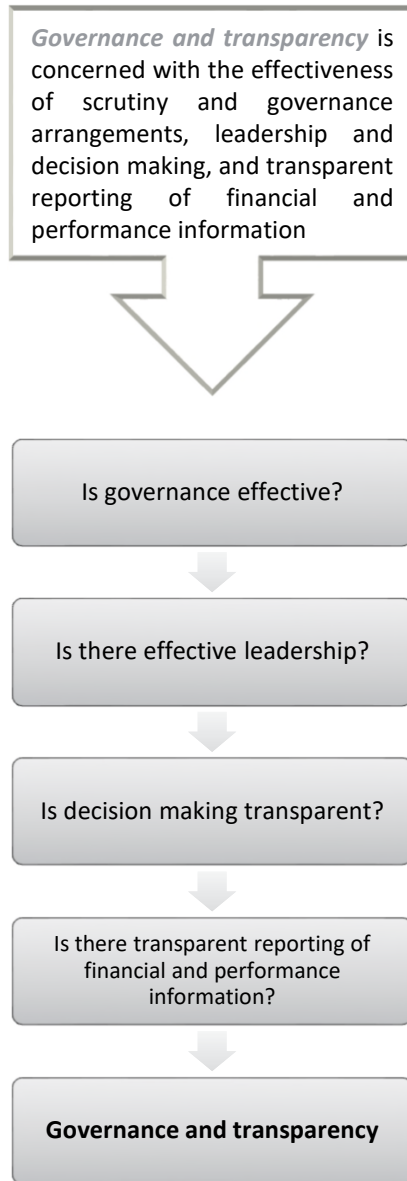 Governance and transparency is
concerned with the effectiveness
of scrutiny and governance
arrangements, leadership and
decision making, and transparent
reporting of financial and
performance information
Is governance effective?
Is there effective leadership?
Is decision making transparent?
Is there transparent reporting of
financial and performance
information?
Governance and transparency